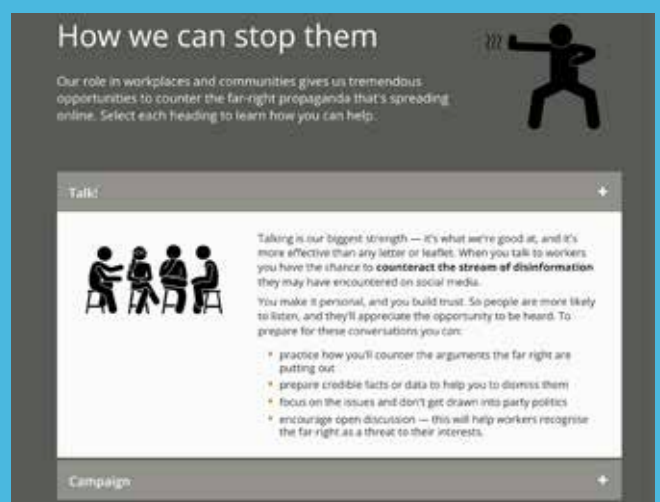 How we can stop them
Our role in workplaces and communities gives us tremendous
opportunities to counter the far-right propaganda that's spreading
online. Select each heading to learn how you can help.
Talk!
+
Talking is our biggest strength — it's what we're good at, and it's
more effective than any letter or leaflet. When you talk to workers
you have the chance to counteract the stream of disinformation
they may have encountered on social media.
You make it personal, and you build trust. So people are more likely
to listen, and they'll appreciate the opportunity to be heard. To
prepare for these conversations you can:
• practice how you'll counter the arguments the far right are
putting out
• prepare credible facts or data to help you to dismiss them
• focus on the issues and don't get drawn into party politics
• encourage open discussion — this will help workers recognise
the far-right as a threat to their interests.
Campaign
+